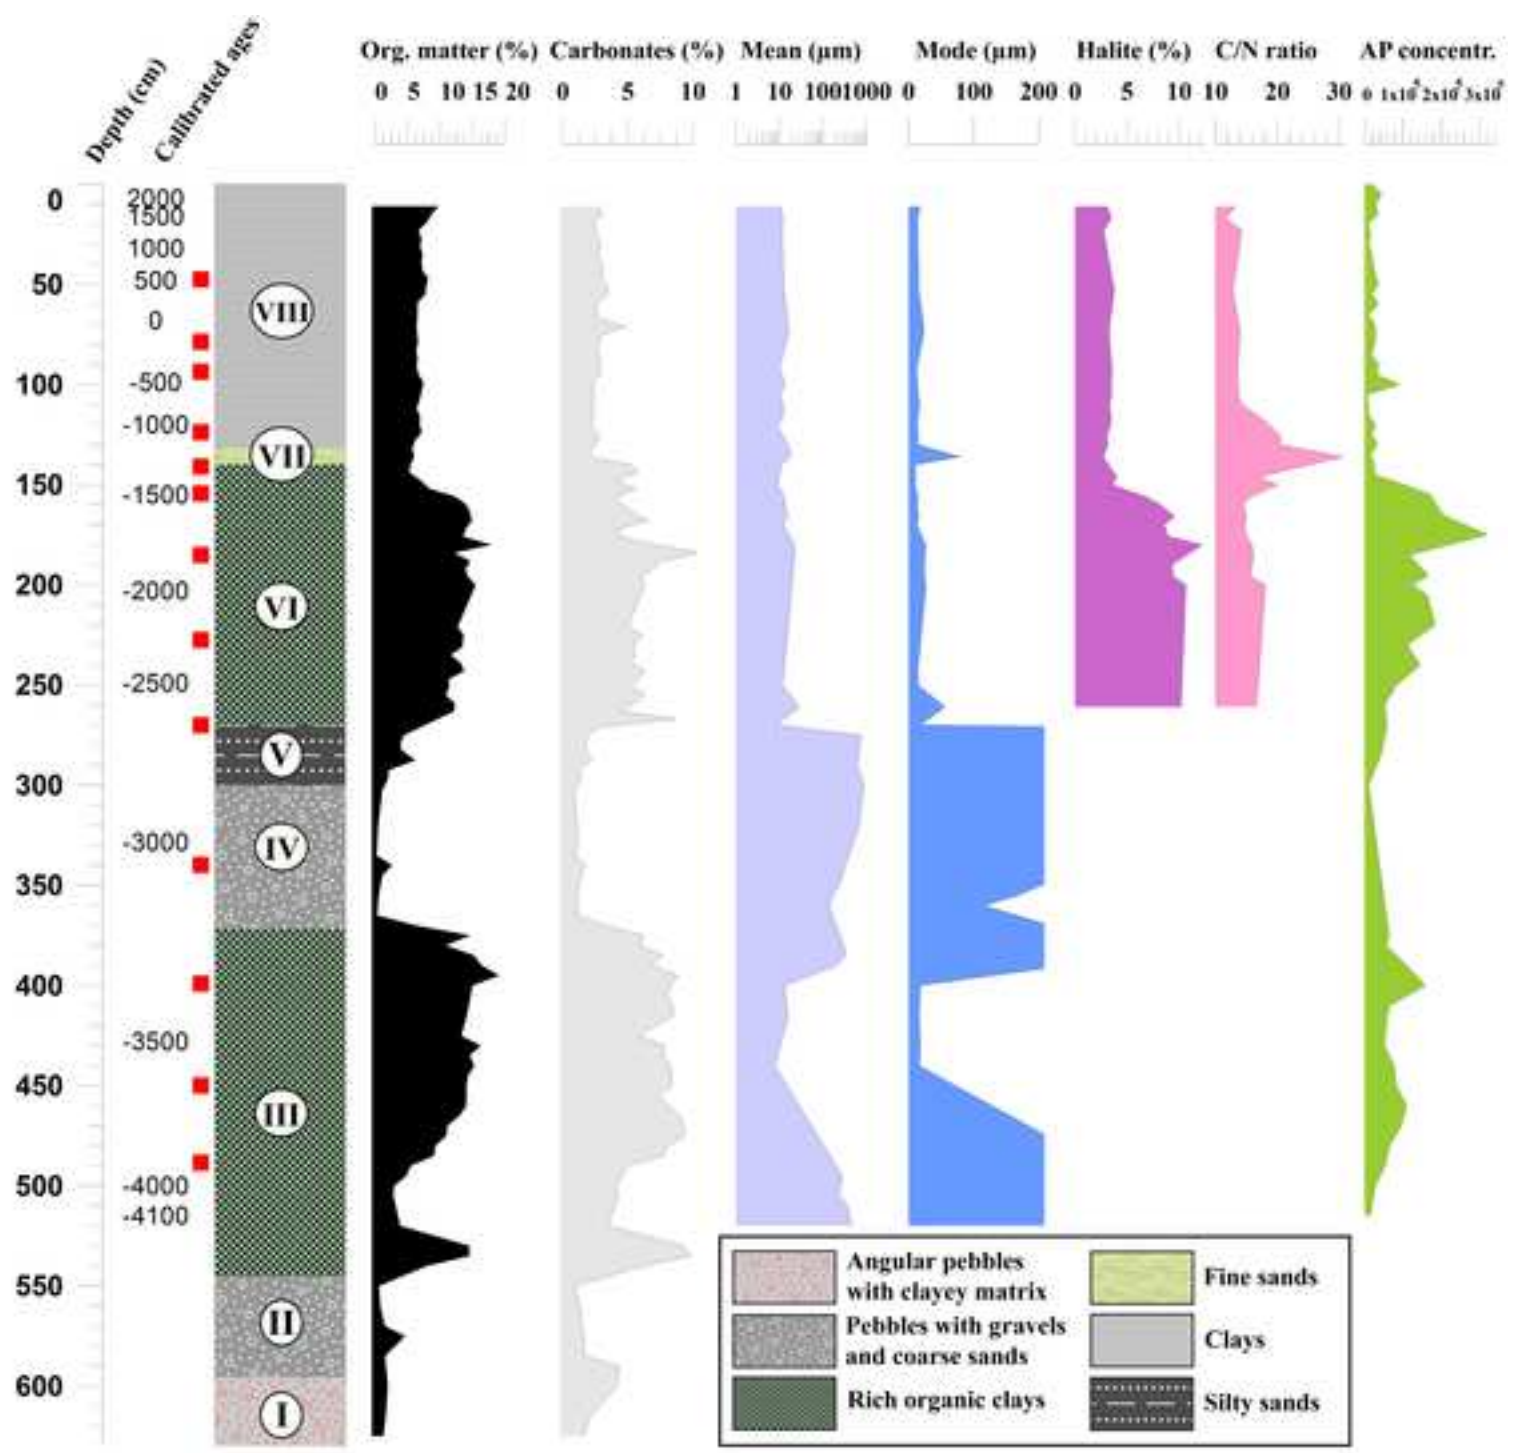 Depth (cm)
Calibrated ages
Org. matter (%) Carbonates (%) Mean (µm) Mode (µm) Halite (%) C/N ratio AP concentr.
0 5 10 15 20 0 5 10 1 10 100 1000 0 100 200 0 5 10 10 20 30 0 1x10⁶ 2x10⁶ 3x10⁶
0
50
100
150
200
250
300
350
400
450
500
550
600
2000
1500
1000
500
0
-500
-1000
-1500
-2000
-2500
-3000
-3500
-4000
-4100
VIII
VII
VI
V
IV
III
II
I
Angular pebbles
with clayey matrix
Pebbles with gravels
and coarse sands
Rich organic clays
Fine sands
Clays
Silty sands